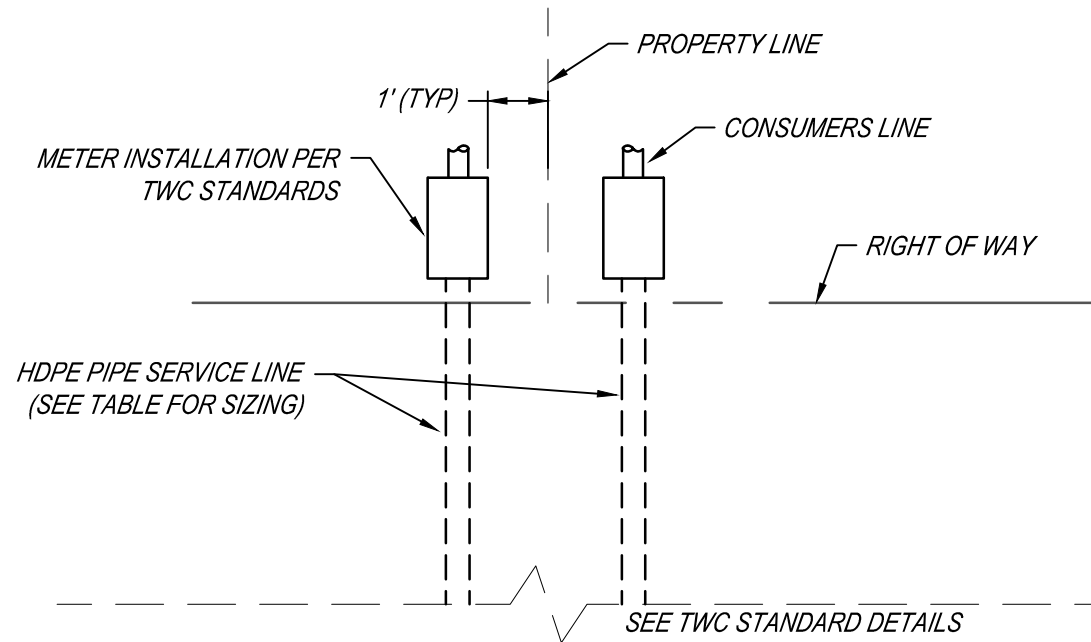 PROPERTY LINE
1' (TYP)
CONSUMERS LINE
METER INSTALLATION PER
TWC STANDARDS
RIGHT OF WAY
HDPE PIPE SERVICE LINE
(SEE TABLE FOR SIZING)
SEE TWC STANDARD DETAILS